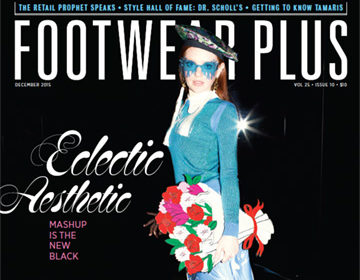 THE RETAIL PROPHET SPEAKS • STYLE HALL OF FAME: DR. SCHOLL'S • GETTING TO KNOW TAMARIS
FOOTWEAR PLUS
DECEMBER 2015
VOL 25 • ISSUE 10 • $10
Eclectic
Aesthetic
MASHUP
IS THE
NEW
BLACK